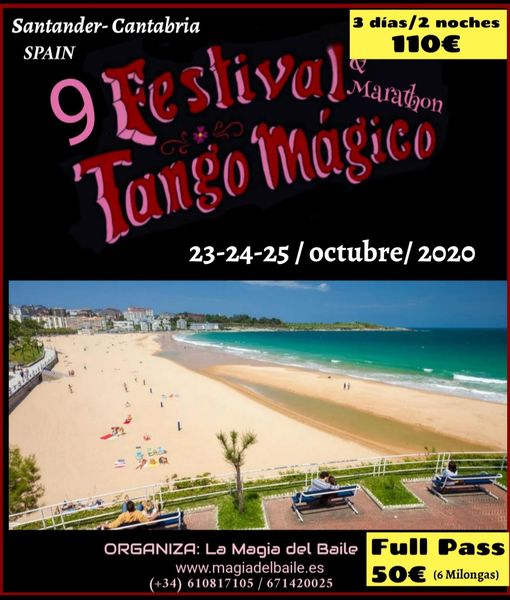 Santander- Cantabria
SPAIN
3 días/2 noches
110€
9 Festival
& Marathon
Tango Mágico
23-24-25 / octubre/ 2020
ORGANIZA: La Magia del Baile
www.magiadelbaile.es
(+34) 610817105 / 671420025
Full Pass
50€ (6 Milongas)